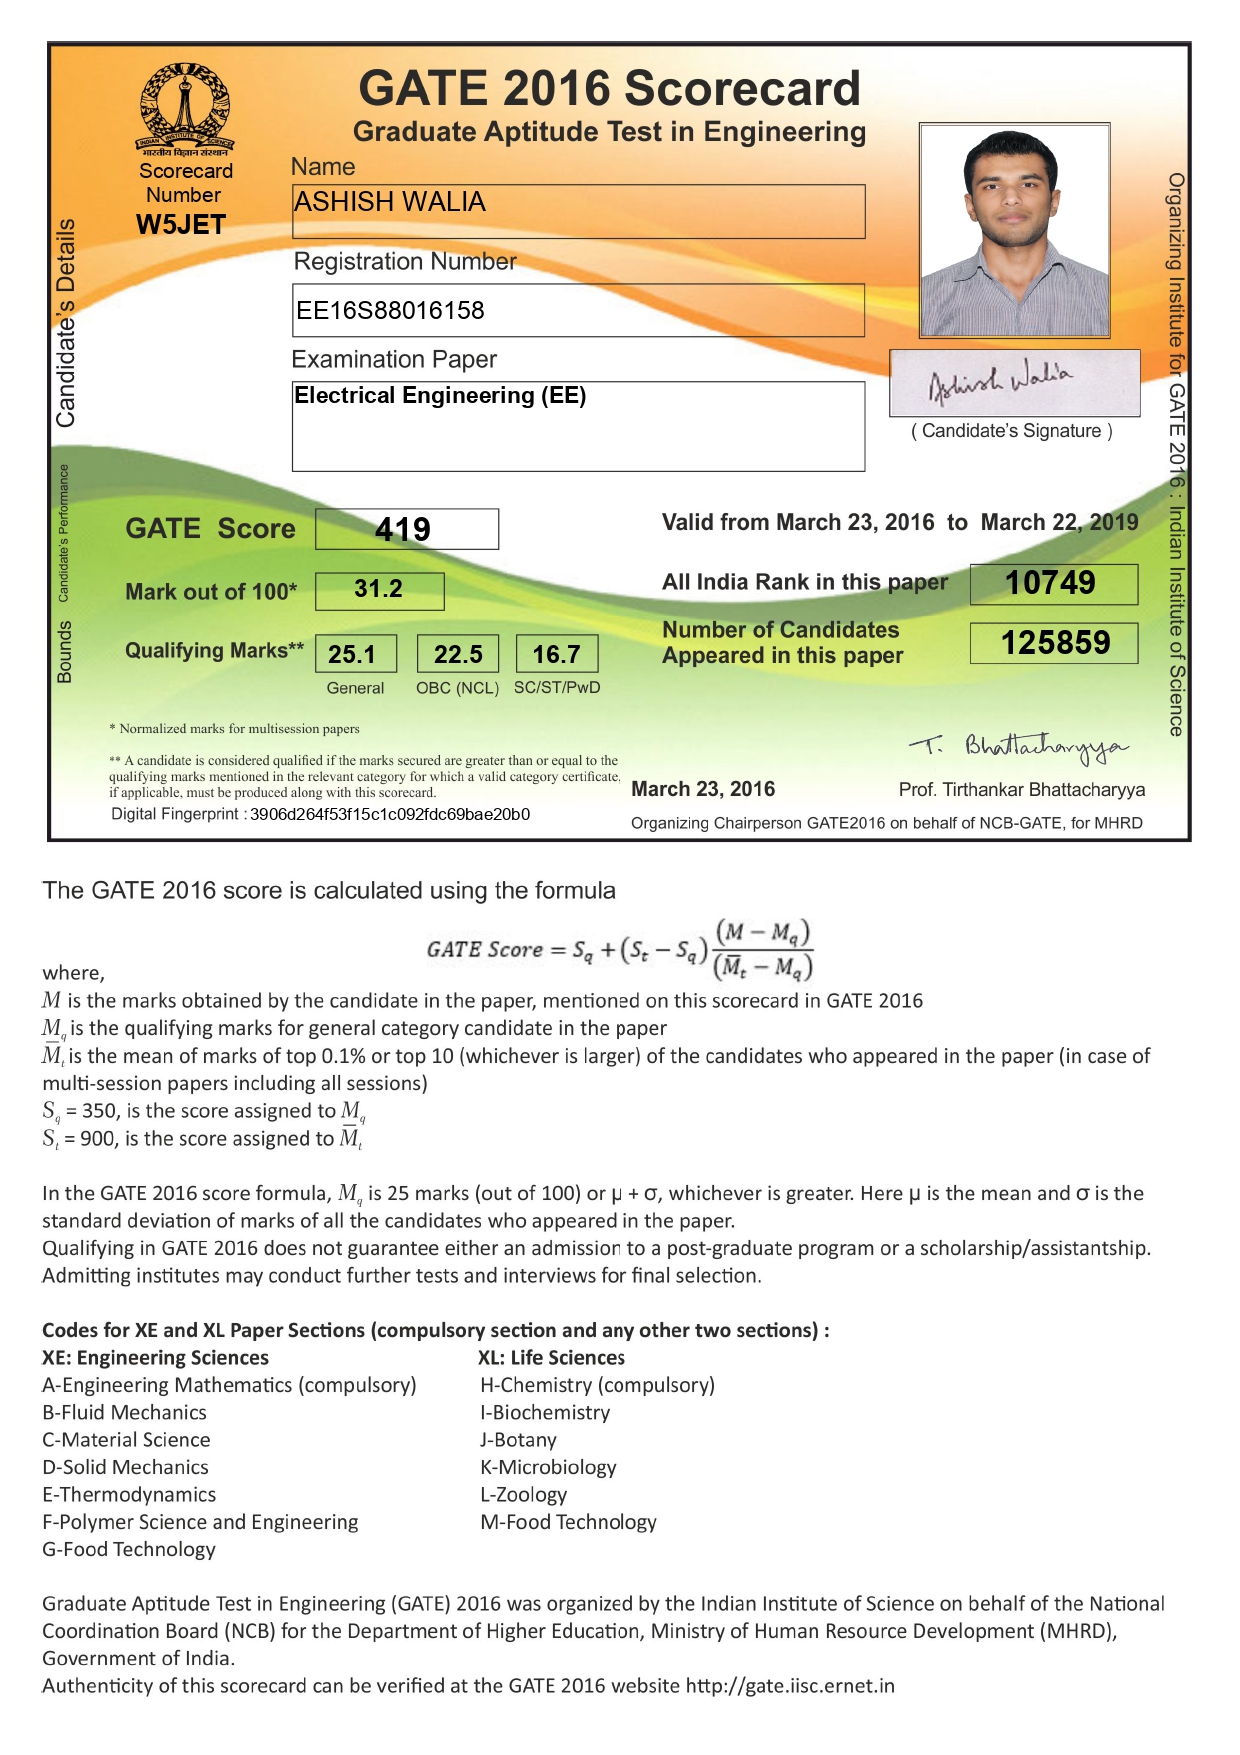 GATE 2016 Scorecard
Graduate Aptitude Test in Engineering
INDIAN INSTITUTE OF SCIENCE
भारतीय विज्ञान संस्थान
Scorecard
Number
W5JET
Candidate's Details
Name
ASHISH WALIA
Registration Number
EE16S88016158
Examination Paper
Electrical Engineering (EE)
Ashish Walia
( Candidate's Signature )
Organizing Institute for GATE 2016 : Indian Institute of Science
Candidate's Performance
GATE Score 419
Valid from March 23, 2016 to March 22, 2019
Mark out of 100* 31.2
All India Rank in this paper 10749
Bounds
Qualifying Marks** 25.1 22.5 16.7
General OBC (NCL) SC/ST/PwD
Number of Candidates
Appeared in this paper 125859
* Normalized marks for multisession papers
** A candidate is considered qualified if the marks secured are greater than or equal to the
qualifying marks mentioned in the relevant category for which a valid category certificate,
if applicable, must be produced along with this scorecard.
Digital Fingerprint : 3906d264f53f15c1c092fdc69bae20b0
T. Bhattacharyya
March 23, 2016
Prof. Tirthankar Bhattacharyya
Organizing Chairperson GATE2016 on behalf of NCB-GATE, for MHRD
The GATE 2016 score is calculated using the formula
GATE Score = S_q + (S_t − S_q) (M − M_q) / (M̅_t − M_q)
where,
M is the marks obtained by the candidate in the paper, mentioned on this scorecard in GATE 2016
M_q is the qualifying marks for general category candidate in the paper
M̅_t is the mean of marks of top 0.1% or top 10 (whichever is larger) of the candidates who appeared in the paper (in case of
multi-session papers including all sessions)
S_q = 350, is the score assigned to M_q
S_t = 900, is the score assigned to M̅_t
In the GATE 2016 score formula, M_q is 25 marks (out of 100) or μ + σ, whichever is greater. Here μ is the mean and σ is the
standard deviation of marks of all the candidates who appeared in the paper.
Qualifying in GATE 2016 does not guarantee either an admission to a post-graduate program or a scholarship/assistantship.
Admitting institutes may conduct further tests and interviews for final selection.
Codes for XE and XL Paper Sections (compulsory section and any other two sections) :
XE: Engineering Sciences
A-Engineering Mathematics (compulsory)
B-Fluid Mechanics
C-Material Science
D-Solid Mechanics
E-Thermodynamics
F-Polymer Science and Engineering
G-Food Technology
XL: Life Sciences
H-Chemistry (compulsory)
I-Biochemistry
J-Botany
K-Microbiology
L-Zoology
M-Food Technology
Graduate Aptitude Test in Engineering (GATE) 2016 was organized by the Indian Institute of Science on behalf of the National
Coordination Board (NCB) for the Department of Higher Education, Ministry of Human Resource Development (MHRD),
Government of India.
Authenticity of this scorecard can be verified at the GATE 2016 website http://gate.iisc.ernet.in